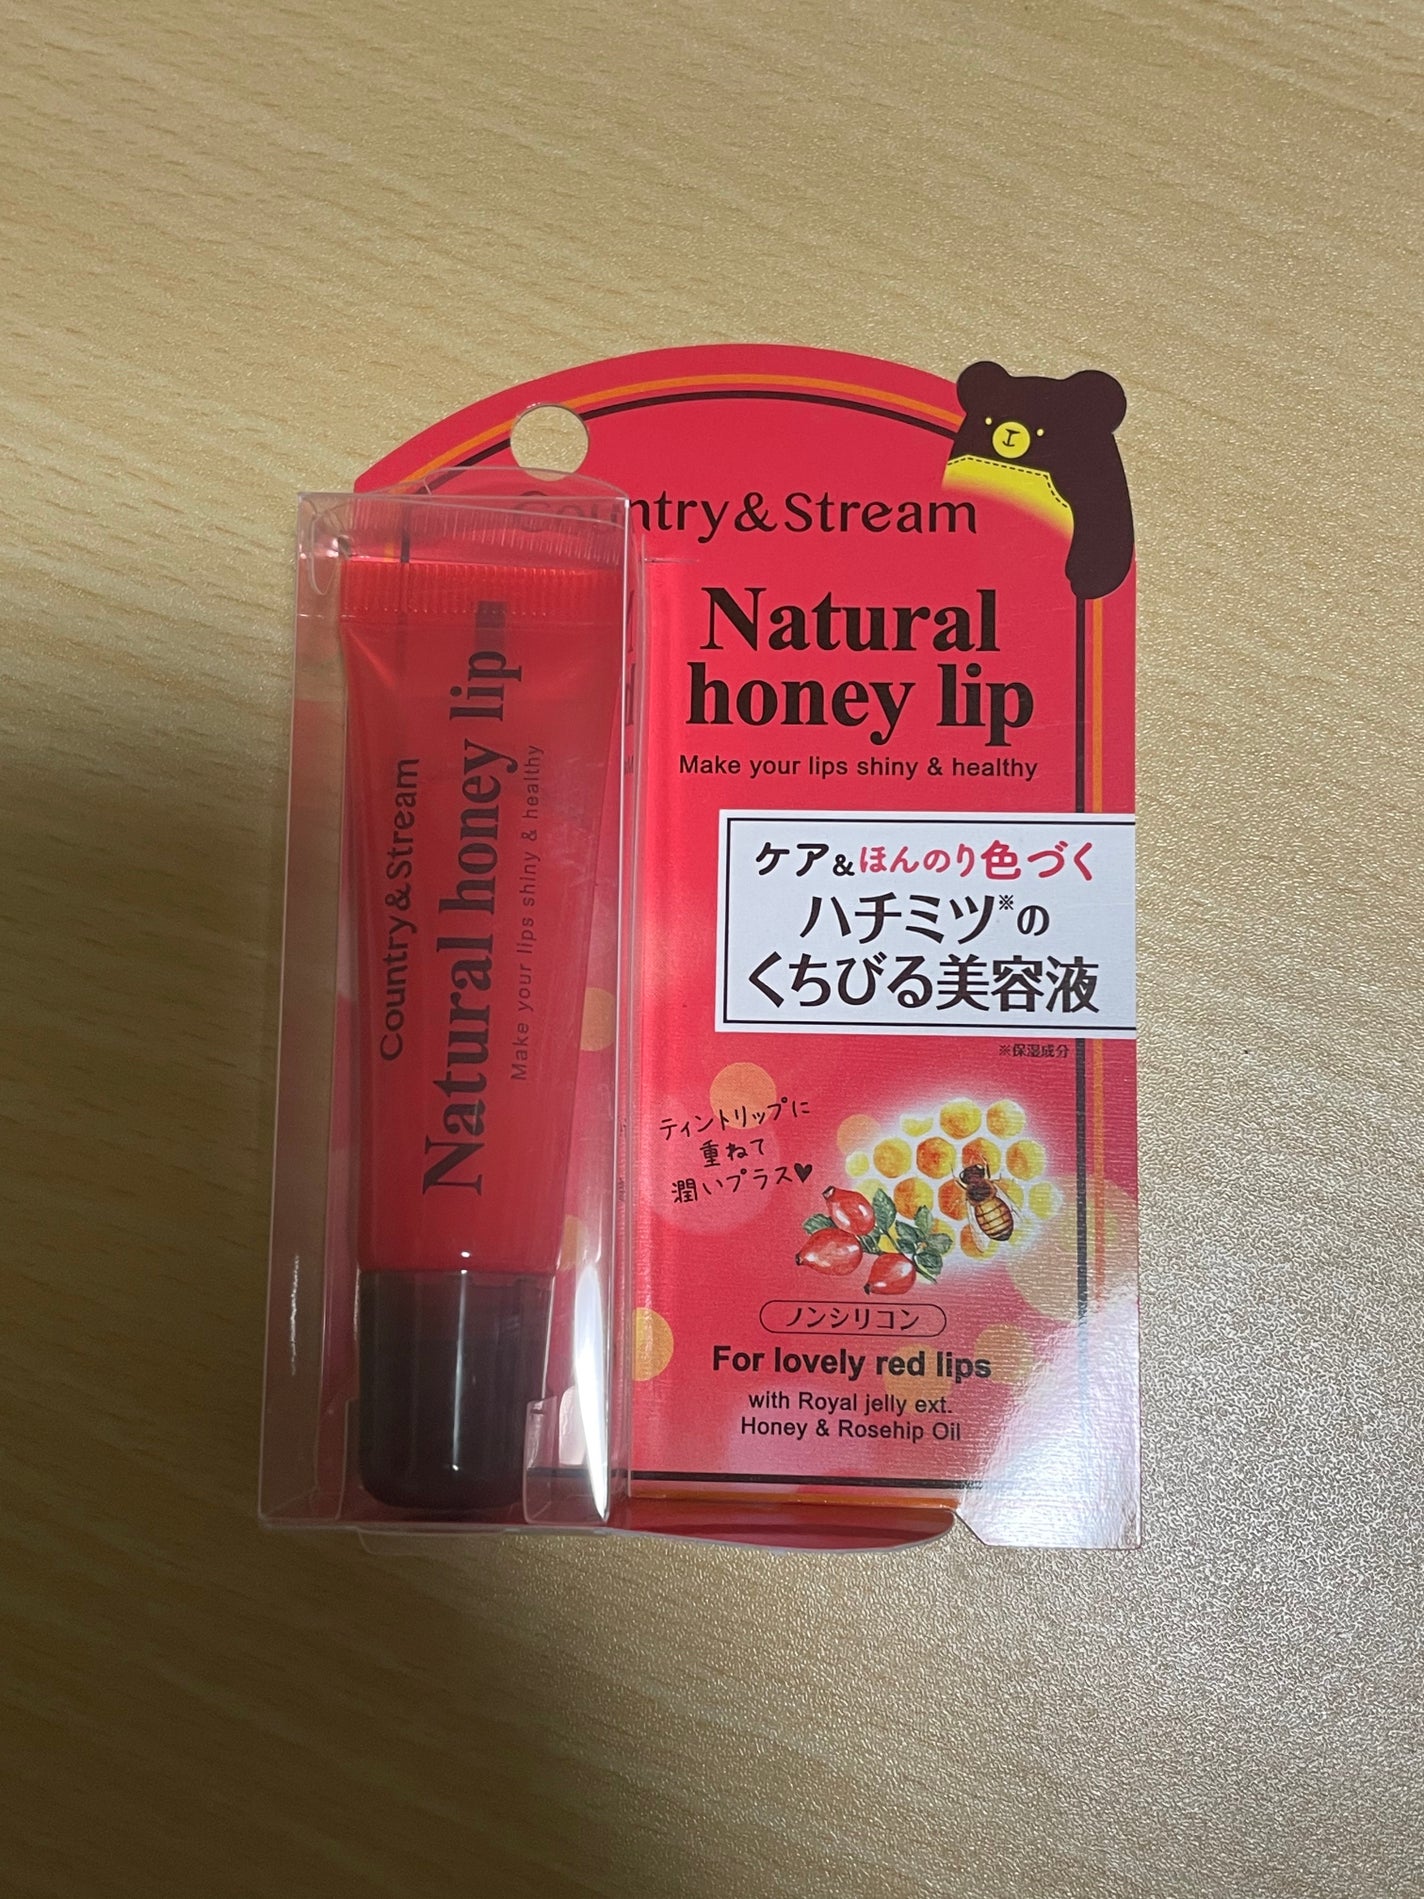 Country & Stream
Natural
honey lip
Make your lips shiny & healthy
ケア&ほんのり色づく
ハチミツ※の
くちびる美容液
※保湿成分
ティントリップに
重ねて
潤いプラス♥
ノンシリコン
For lovely red lips
with Royal jelly ext.
Honey & Rosehip Oil
Country & Stream
Natural honey lip
Make your lips shiny & healthy